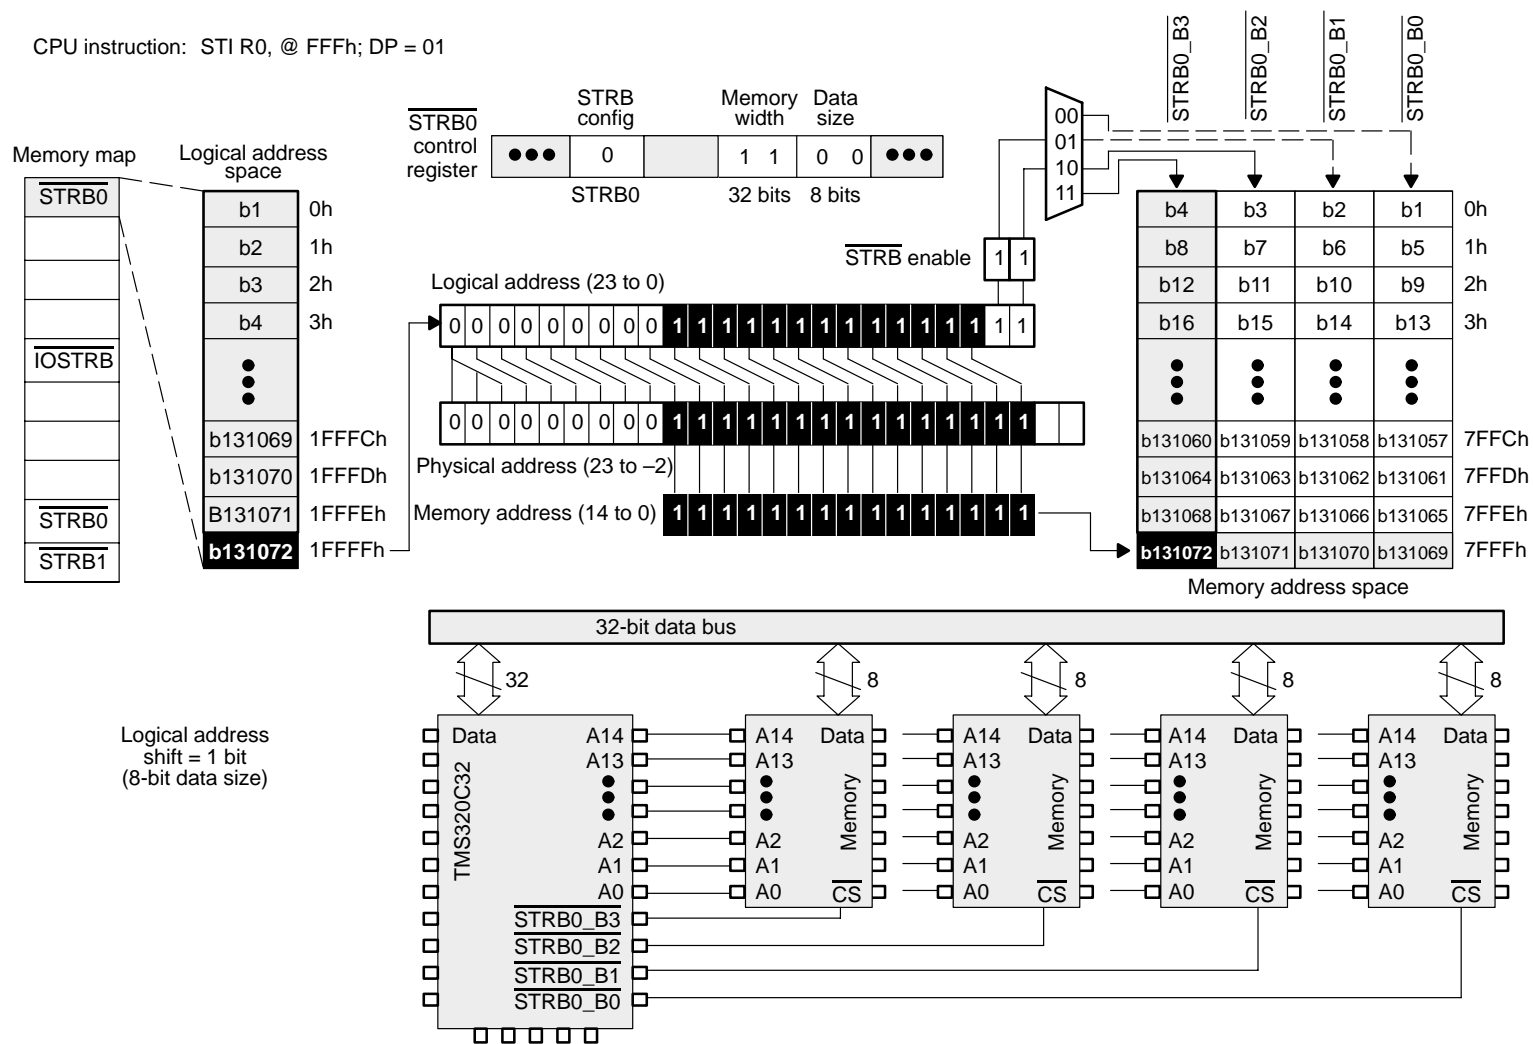 CPU instruction: STI R0, @ FFFh; DP = 01
STRB0_B3 STRB0_B2 STRB0_B1 STRB0_B0
STRB0 control register
STRB config
Memory width
Data size
0
1 1
0 0
STRB0
32 bits
8 bits
00
01
10
11
Memory map
STRB0
IOSTRB
STRB0
STRB1
Logical address space
b1 0h
b2 1h
b3 2h
b4 3h
b131069 1FFFCh
b131070 1FFFDh
B131071 1FFFEh
b131072 1FFFFh
STRB enable 1 1
Logical address (23 to 0)
0 0 0 0 0 0 0 0 0 1 1 1 1 1 1 1 1 1 1 1 1 1 1 1
0 0 0 0 0 0 0 0 0 1 1 1 1 1 1 1 1 1 1 1 1 1 1 1
Physical address (23 to –2)
Memory address (14 to 0) 1 1 1 1 1 1 1 1 1 1 1 1 1 1 1
b4 b3 b2 b1 0h
b8 b7 b6 b5 1h
b12 b11 b10 b9 2h
b16 b15 b14 b13 3h
b131060 b131059 b131058 b131057 7FFCh
b131064 b131063 b131062 b131061 7FFDh
b131068 b131067 b131066 b131065 7FFEh
b131072 b131071 b131070 b131069 7FFFh
Memory address space
32-bit data bus
32 8 8 8 8
Logical address
shift = 1 bit
(8-bit data size)
Data A14 A14 Data A14 Data A14 Data A14 Data
A13 A13 A13 A13 A13
TMS320C32 Memory Memory Memory Memory
A2 A2 A2 A2 A2
A1 A1 A1 A1 A1
A0 A0 A0 A0 A0
CS CS CS CS
STRB0_B3
STRB0_B2
STRB0_B1
STRB0_B0